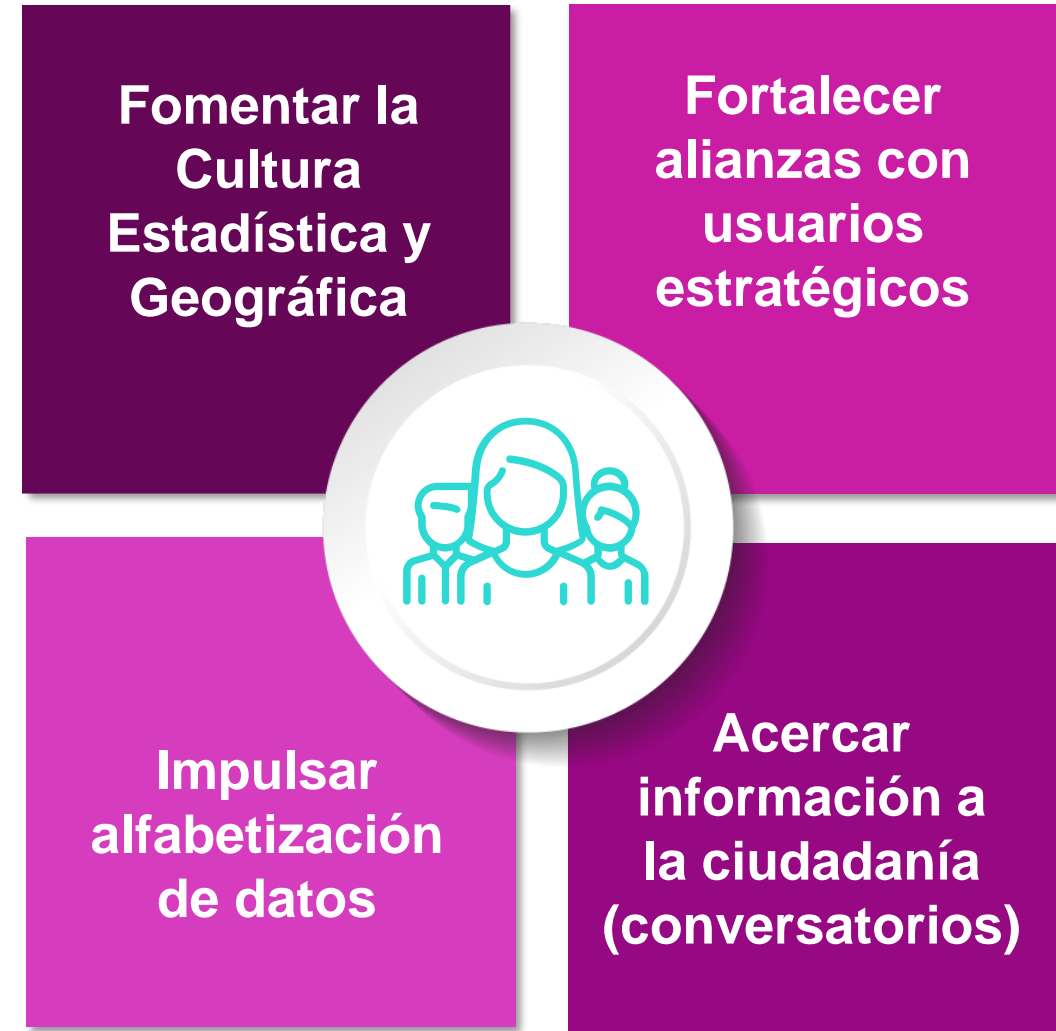 Fomentar la
Cultura
Estadística y
Geográfica
Fortalecer
alianzas con
usuarios
estratégicos
Impulsar
alfabetización
de datos
Acercar
información a
la ciudadanía
(conversatorios)